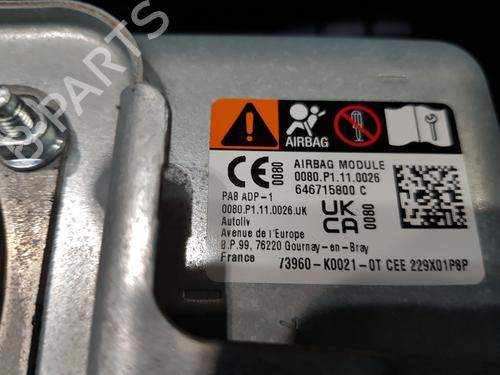 B-PARTS
AIRBAG
CE 0080
AIRBAG MODULE
0080.P1.11.0026
646715800 C
PAB ADP-1
0080.P1.11.0026.UK
Autoliv
Avenue de l'Europe
B.P.99, 76220 Gournay-en-Bray
France
UK CA 0080
73960-K0021-0T CEE 229X01P8P